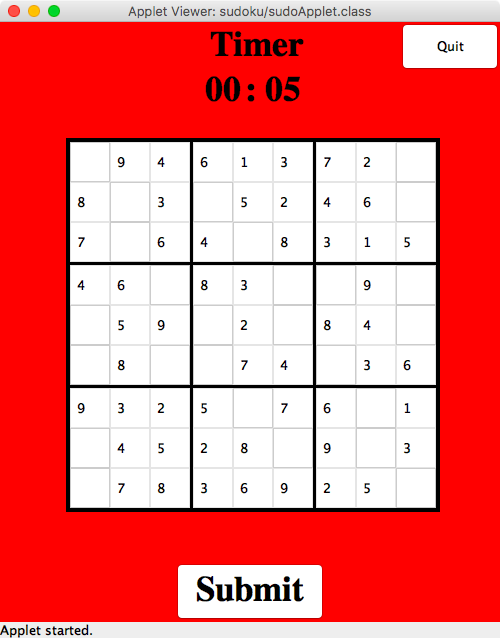 Applet Viewer: sudoku/sudoApplet.class
Timer
Quit
00 : 05
9 4 6 1 3 7 2
8 3 5 2 4 6
7 6 4 8 3 1 5
4 6 8 3 9
5 9 2 8 4
8 7 4 3 6
9 3 2 5 7 6 1
4 5 2 8 9 3
7 8 3 6 9 2 5
Submit
Applet started.